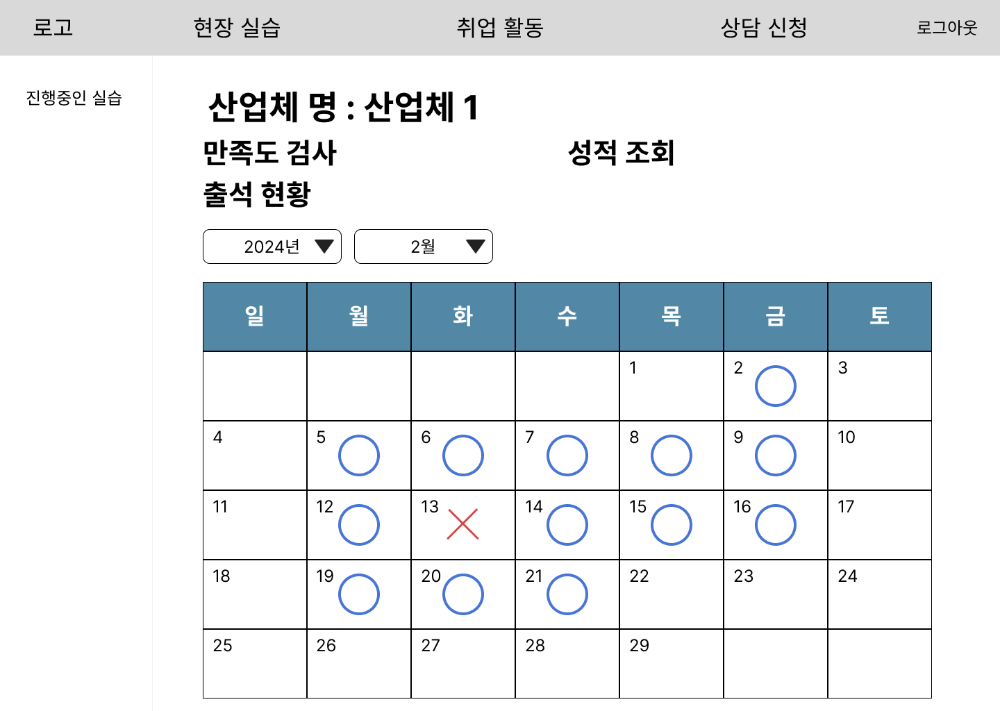 로고 현장 실습 취업 활동 상담 신청 로그아웃
진행중인 실습
산업체 명 : 산업체 1
만족도 검사 성적 조회
출석 현황
2024년 2월
일 월 화 수 목 금 토
1 2 3
4 5 6 7 8 9 10
11 12 13 14 15 16 17
18 19 20 21 22 23 24
25 26 27 28 29